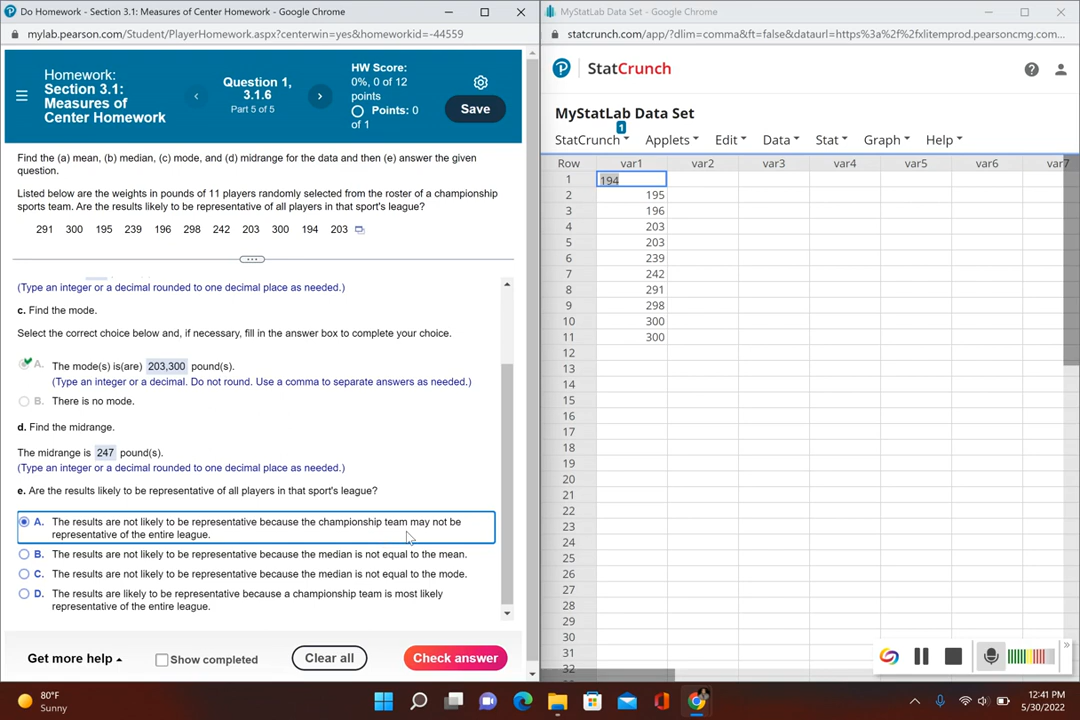 Do Homework - Section 3.1: Measures of Center Homework - Google Chrome
mylab.pearson.com/Student/PlayerHomework.aspx?centerwin=yes&homeworkid=-44559
Homework:
Section 3.1:
Measures of
Center Homework
Question 1,
3.1.6
Part 5 of 5
HW Score:
0%, 0 of 12
points
Points: 0
of 1
Save
Find the (a) mean, (b) median, (c) mode, and (d) midrange for the data and then (e) answer the given
question.
Listed below are the weights in pounds of 11 players randomly selected from the roster of a championship
sports team. Are the results likely to be representative of all players in that sport's league?
291 300 195 239 196 298 242 203 300 194 203
(Type an integer or a decimal rounded to one decimal place as needed.)
c. Find the mode.
Select the correct choice below and, if necessary, fill in the answer box to complete your choice.
A. The mode(s) is(are) 203,300 pound(s).
(Type an integer or a decimal. Do not round. Use a comma to separate answers as needed.)
B. There is no mode.
d. Find the midrange.
The midrange is 247 pound(s).
(Type an integer or a decimal rounded to one decimal place as needed.)
e. Are the results likely to be representative of all players in that sport's league?
A. The results are not likely to be representative because the championship team may not be
representative of the entire league.
B. The results are not likely to be representative because the median is not equal to the mean.
C. The results are not likely to be representative because the median is not equal to the mode.
D. The results are likely to be representative because a championship team is most likely
representative of the entire league.
Get more help
Show completed
Clear all
Check answer
MyStatLab Data Set - Google Chrome
statcrunch.com/app/?dlim=comma&ft=false&dataurl=https%3a%2f%2fxlitemprod.pearsoncmg.com...
P StatCrunch
MyStatLab Data Set
1
StatCrunch Applets Edit Data Stat Graph Help
Row var1 var2 var3 var4 var5 var6 var7
1 194
2 195
3 196
4 203
5 203
6 239
7 242
8 291
9 298
10 300
11 300
12
13
14
15
16
17
18
19
20
21
22
23
24
25
26
27
28
29
30
31
32
80°F
Sunny
12:41 PM
5/30/2022